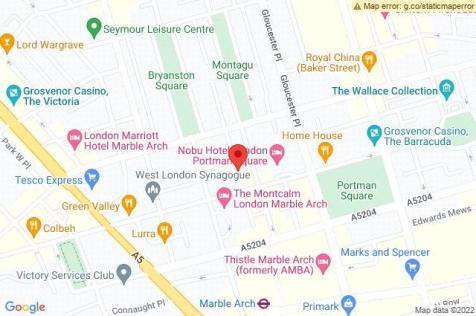 Map error: g.co/staticmaperror
Seymour Leisure Centre
Gloucester Pl
Lord Wargrave
Montagu
Square
Royal China
(Baker Street)
Bryanston
Square
Grosvenor Casino,
The Victoria
Gloucester Pl
The Wallace Collection
London Marriott
Hotel Marble Arch
Home House
Grosvenor Casino,
The Barracuda
Park W Pl
Nobu Hotel London
Portman Square
Tesco Express
West London Synagogue
Portman
Square
The Montcalm
London Marble Arch
Green Valley
A5204
Edwards Mews
Colbeh
Lurra
A5
A5204
Thistle Marble Arch
(formerly AMBA)
Marks and Spencer
Victory Services Club
Google
Connaught Pl
Marble Arch
Primark
N Row
Map data ©2022